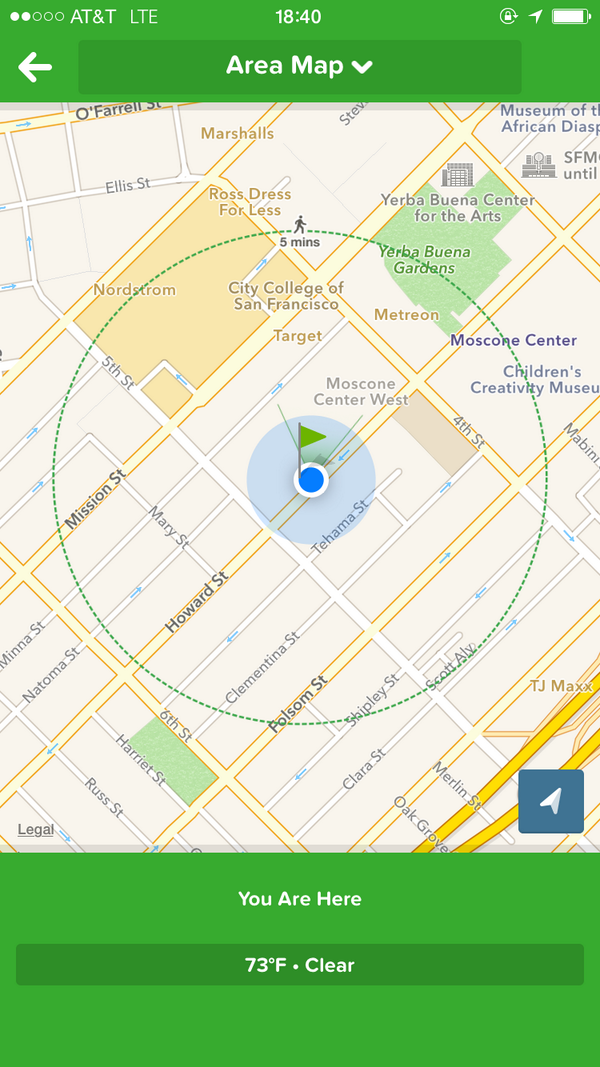 AT&T LTE
18:40
Area Map
O'Farrell St
Museum of th
African Diasp
Marshalls
SFMO
until
Ellis St
Ross Dress
For Less
Yerba Buena Center
for the Arts
5 mins
Yerba Buena
Gardens
Nordstrom
City College of
San Francisco
Metreon
Target
Moscone Center
5th St
Children's
Creativity Museu
Moscone
Center West
4th St
Mabini
Mission St
Mary St
Tehama St
Howard St
Minna St
Natoma St
Clementina St
Scott Aly
Folsom St
Shipley St
TJ Maxx
6th St
Harriet St
Clara St
Merlin St
Russ St
Oak Grove
Legal
You Are Here
73°F • Clear